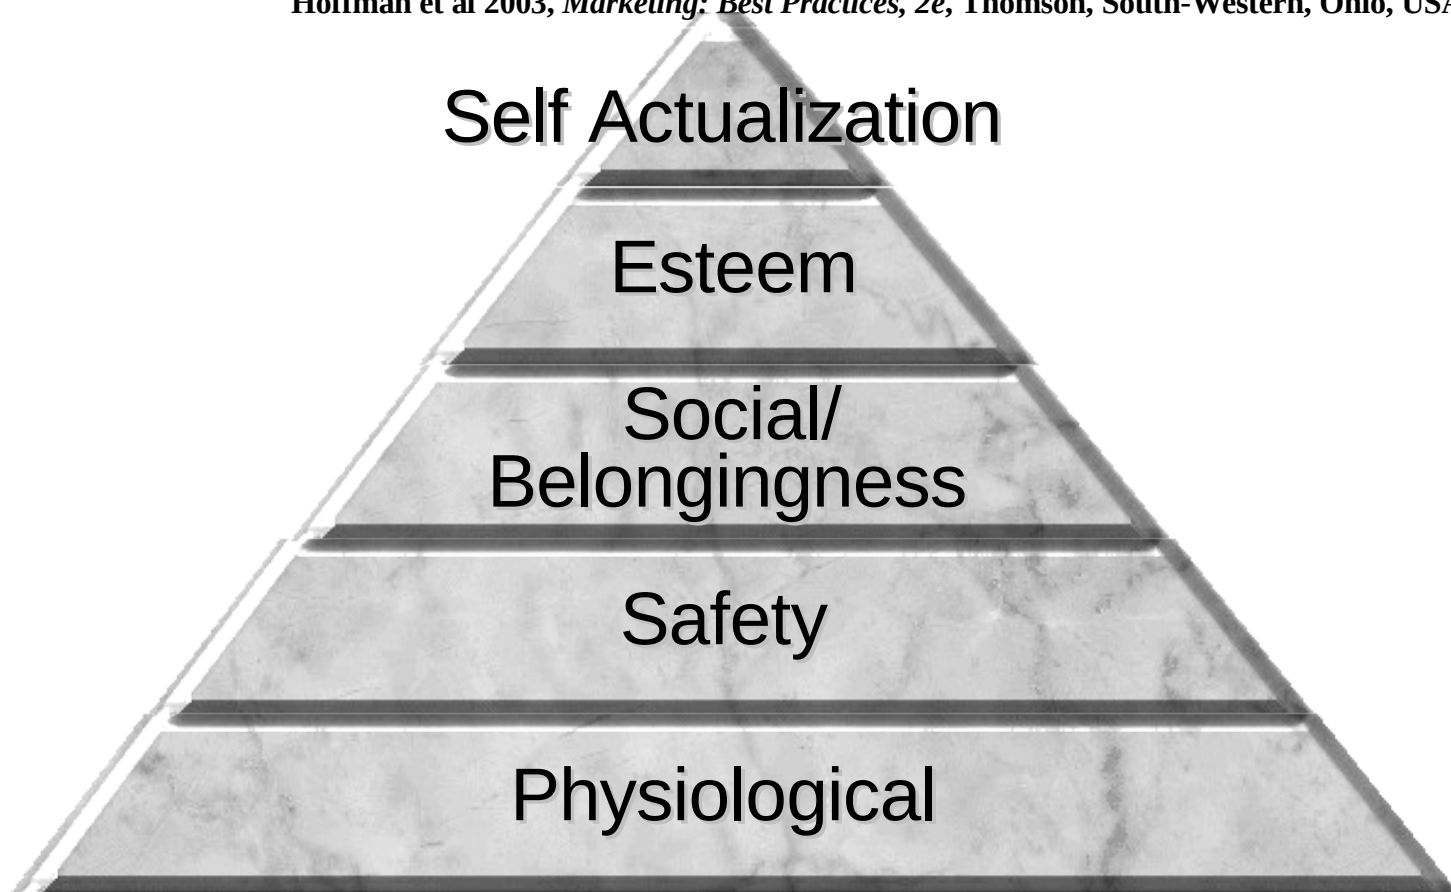 Hoffman et al 2003, Marketing: Best Practices, 2e, Thomson, South-Western, Ohio, USA
Self Actualization
Esteem
Social/
Belongingness
Safety
Physiological